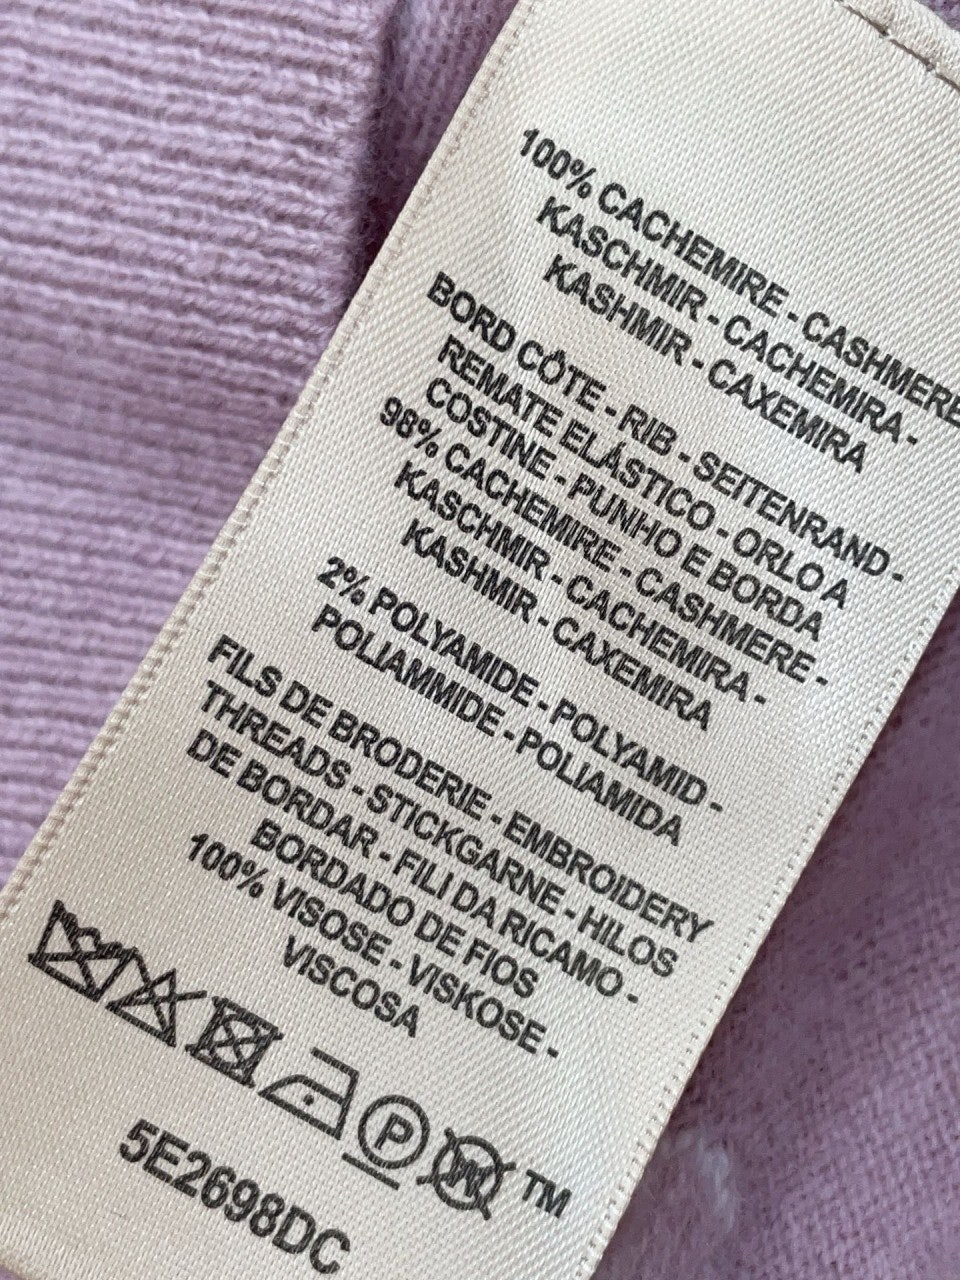 100% CACHEMIRE - CASHMERE
KASCHMIR - CACHEMIRA -
KASHMIR - CAXEMIRA
BORD CÔTE - RIB - SEITENRAND -
REMATE ELÁSTICO - ORLO A
COSTINE - PUNHO E BORDA
98% CACHEMIRE - CASHMERE -
KASCHMIR - CACHEMIRA -
KASHMIR - CAXEMIRA
2% POLYAMIDE - POLYAMID -
POLIAMMIDE - POLIAMIDA
FILS DE BRODERIE - EMBROIDERY
THREADS - STICKGARNE - HILOS
DE BORDAR - FILI DA RICAMO -
BORDADO DE FIOS
100% VISOSE - VISKOSE -
VISCOSA
P W TM
5E2698DC